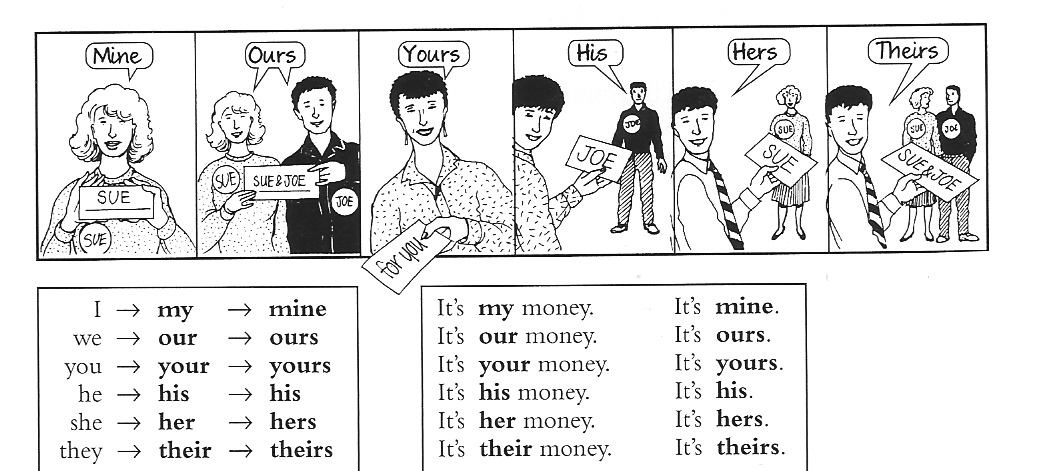 Mine Ours Yours His Hers Theirs
SUE
SUE
SUE
SUE & JOE
JOE
for you
JOE
JOE
SUE
SUE
SUE
JOE
SUE & JOE
I → my → mine
we → our → ours
you → your → yours
he → his → his
she → her → hers
they → their → theirs
It's my money. It's mine.
It's our money. It's ours.
It's your money. It's yours.
It's his money. It's his.
It's her money. It's hers.
It's their money. It's theirs.